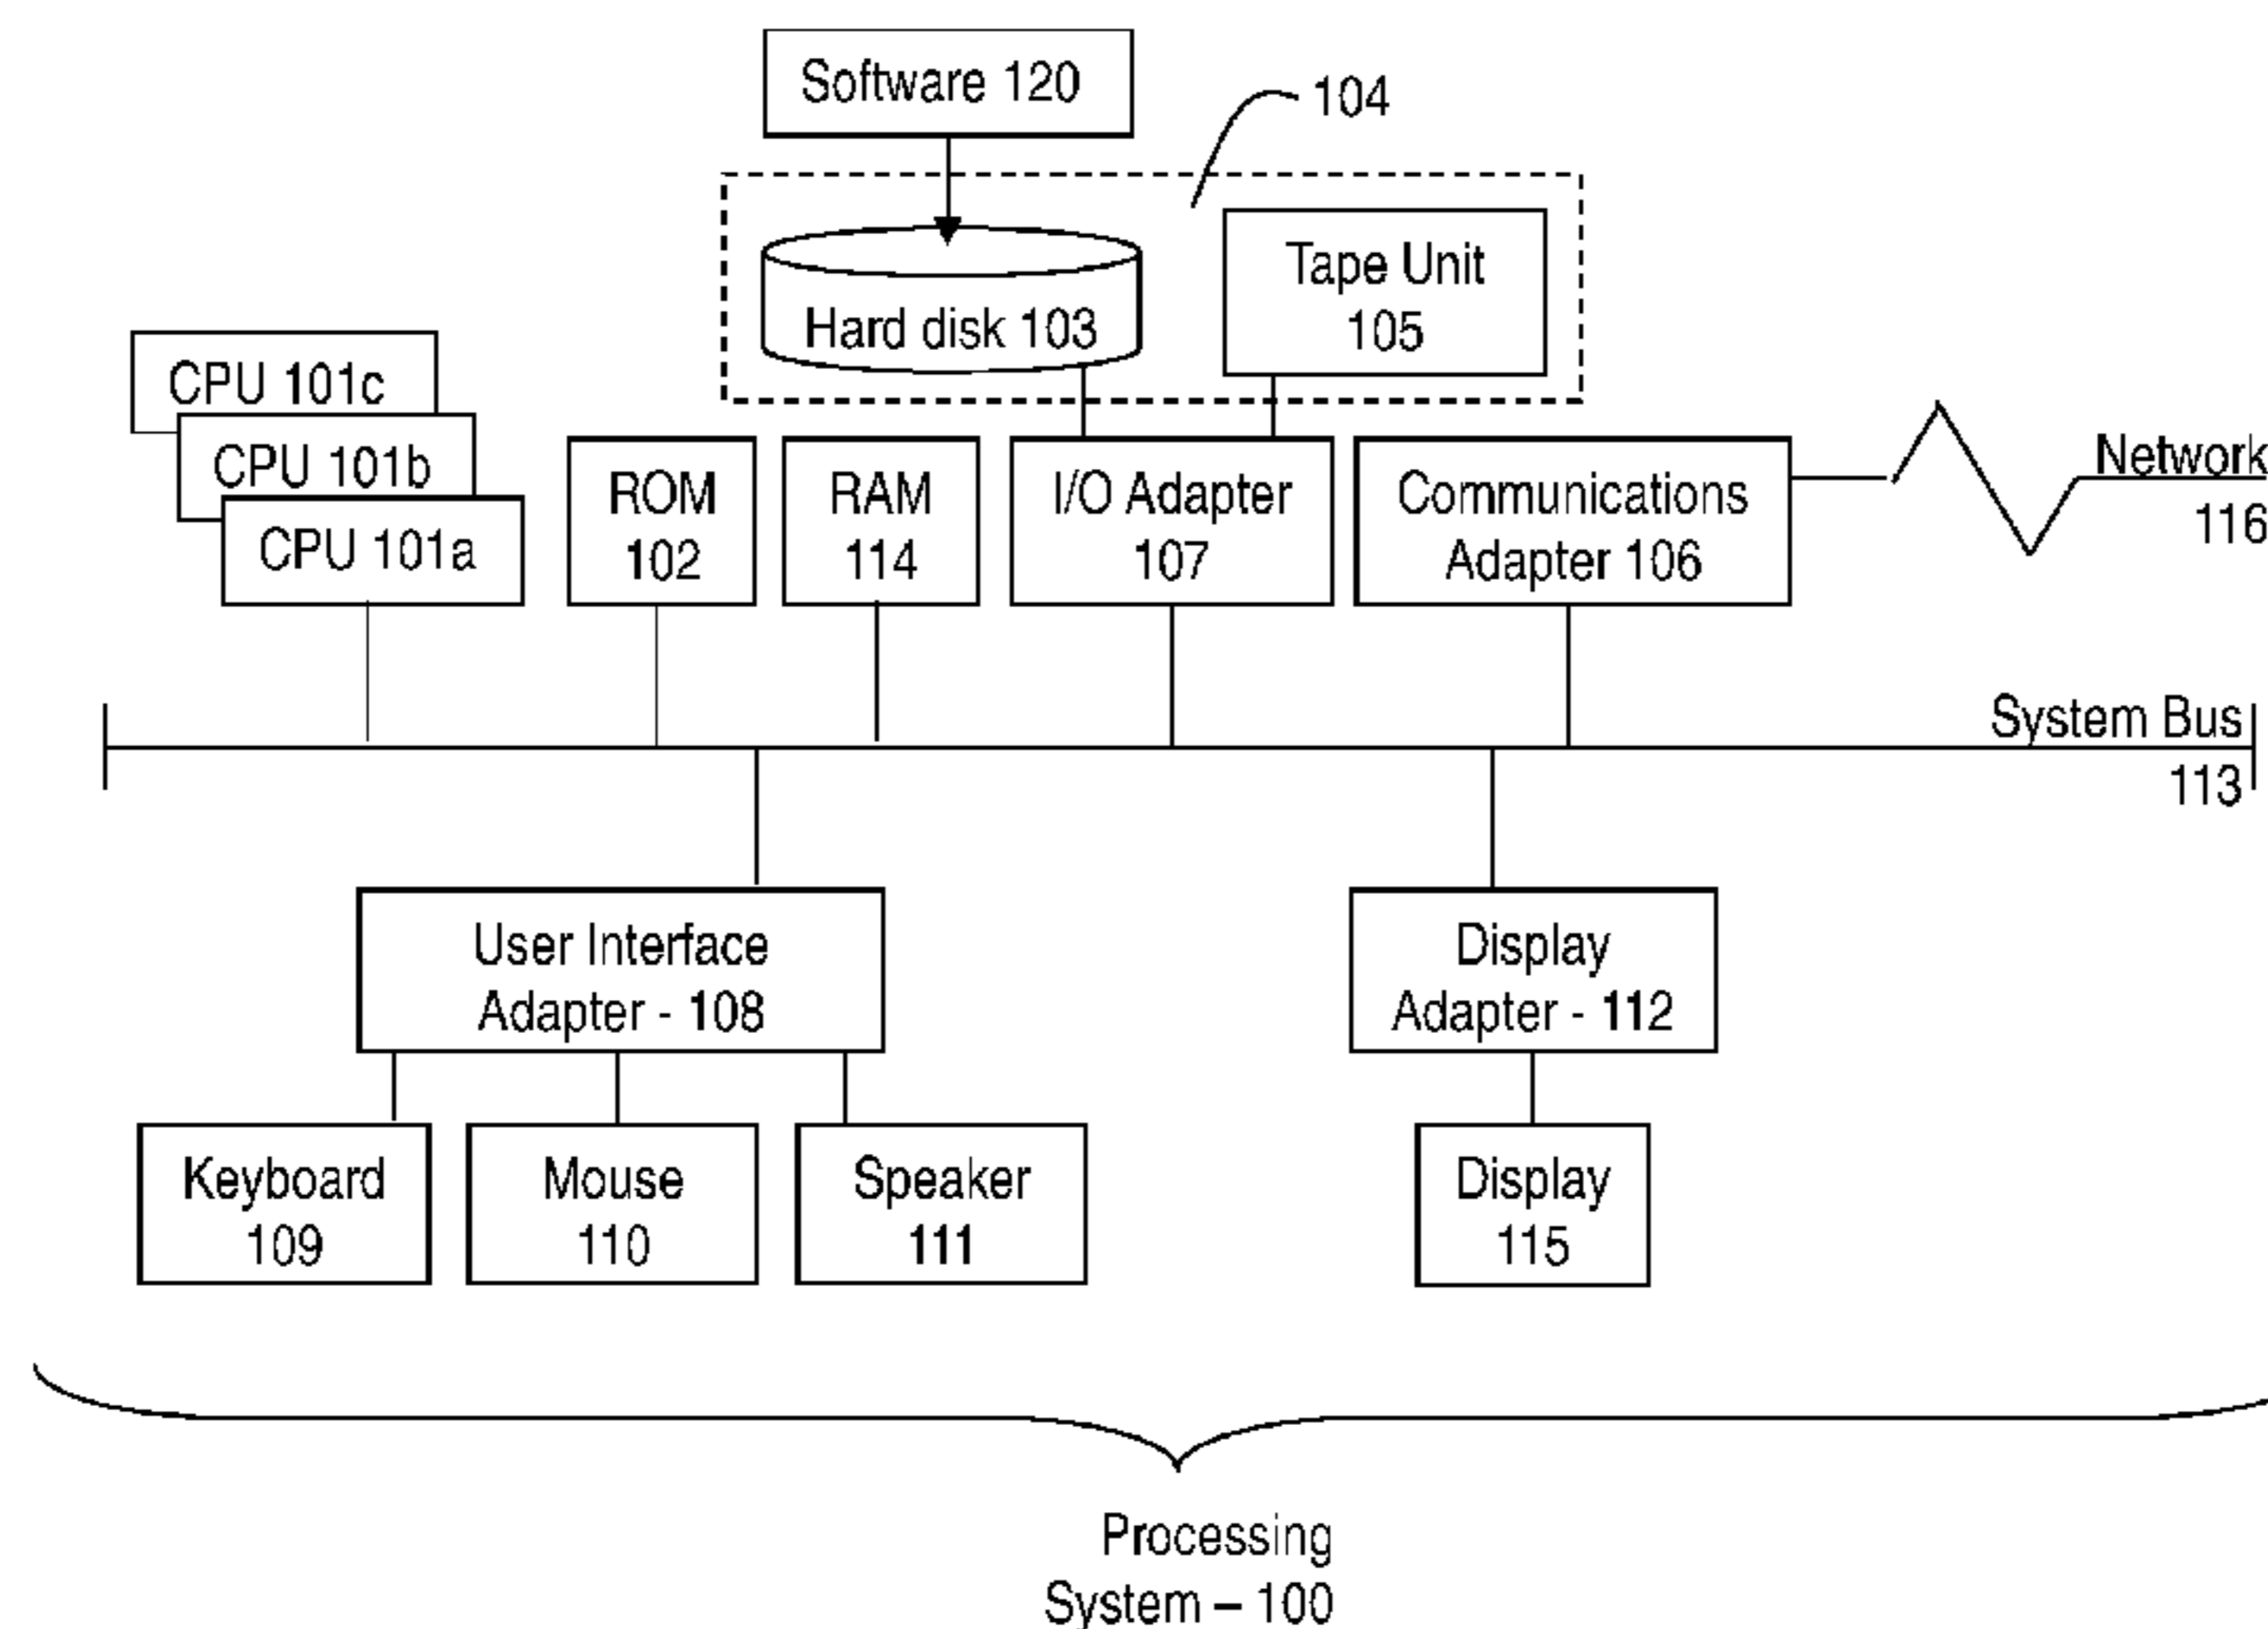 Software 120
104
Hard disk 103
Tape Unit
105
CPU 101c
CPU 101b
CPU 101a
ROM
102
RAM
114
I/O Adapter
107
Communications
Adapter 106
Network
116
System Bus
113
User Interface
Adapter - 108
Display
Adapter - 112
Keyboard
109
Mouse
110
Speaker
111
Display
115
Processing
System – 100